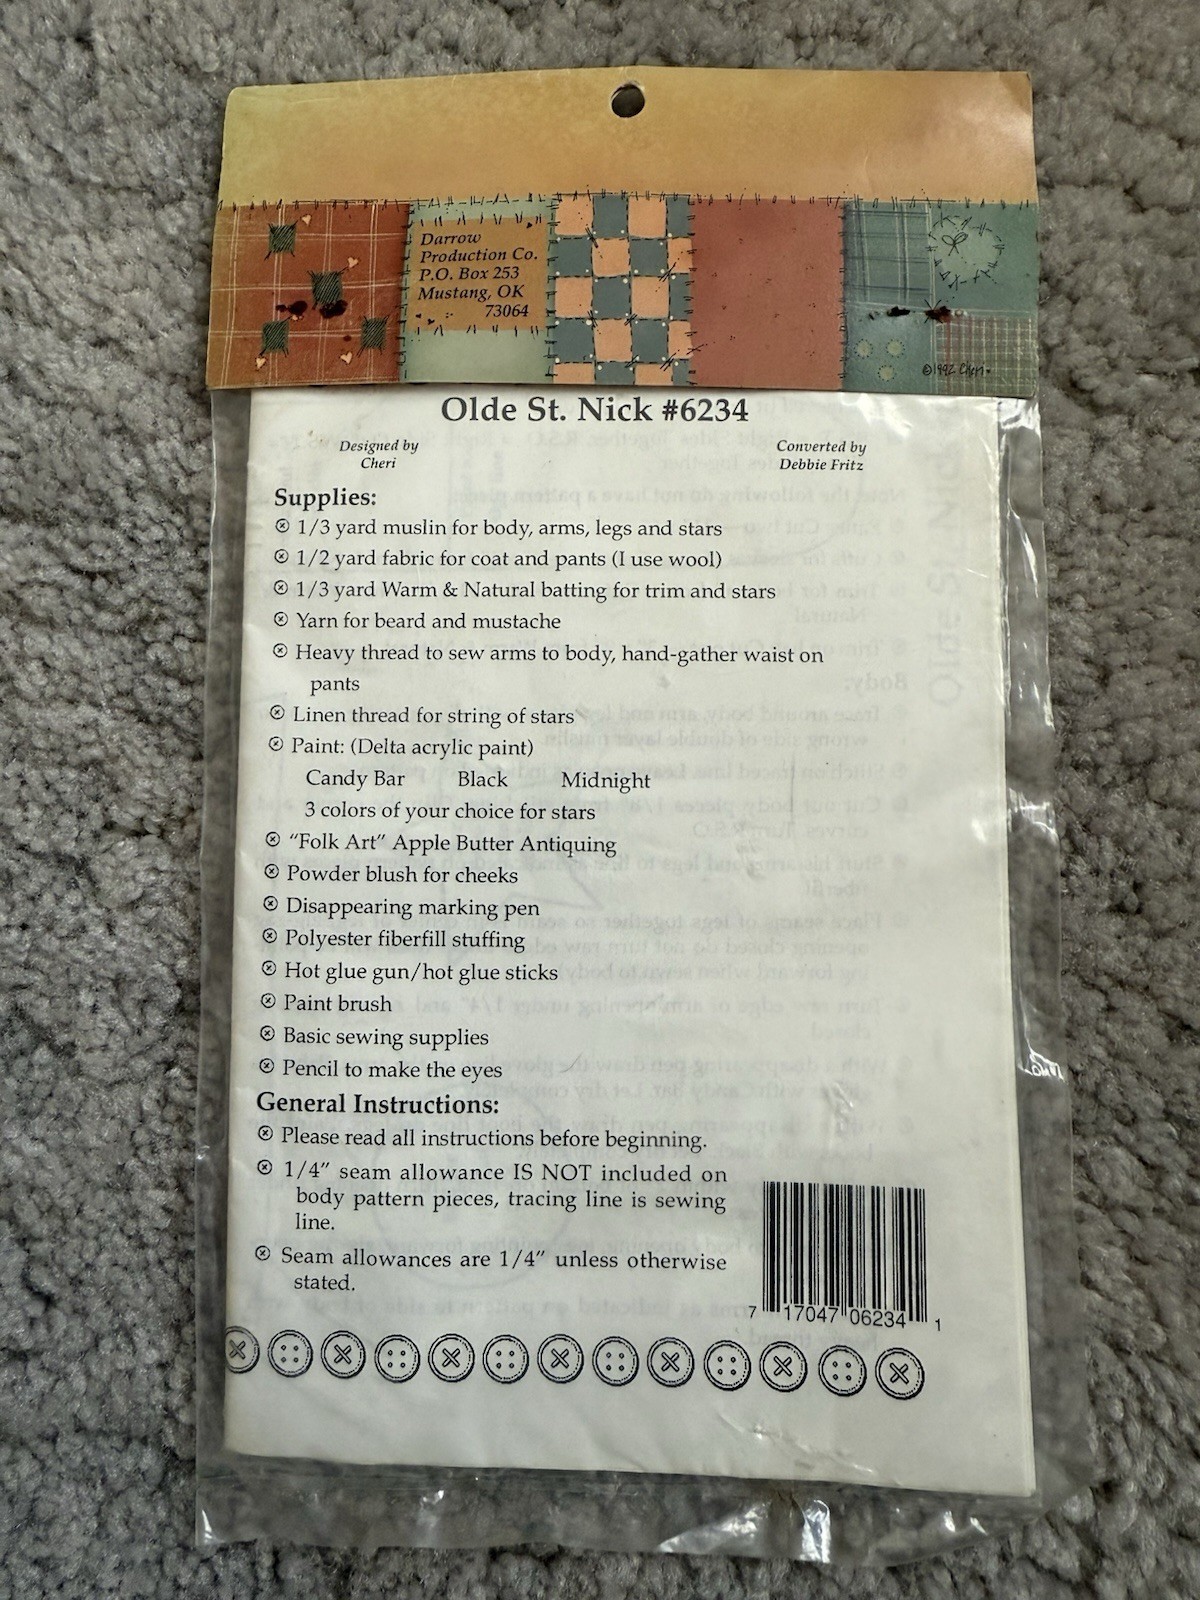 Darrow
Production Co.
P.O. Box 253
Mustang, OK
73064
©1992 Cheri
Olde St. Nick #6234
Designed by
Cheri
Converted by
Debbie Fritz
Supplies:
1/3 yard muslin for body, arms, legs and stars
1/2 yard fabric for coat and pants (I use wool)
1/3 yard Warm & Natural batting for trim and stars
Yarn for beard and mustache
Heavy thread to sew arms to body, hand-gather waist on
pants
Linen thread for string of stars
Paint: (Delta acrylic paint)
Candy Bar Black Midnight
3 colors of your choice for stars
“Folk Art” Apple Butter Antiquing
Powder blush for cheeks
Disappearing marking pen
Polyester fiberfill stuffing
Hot glue gun/hot glue sticks
Paint brush
Basic sewing supplies
Pencil to make the eyes
General Instructions:
Please read all instructions before beginning.
1/4″ seam allowance IS NOT included on
body pattern pieces, tracing line is sewing
line.
Seam allowances are 1/4″ unless otherwise
stated.
7 17047 06234 1